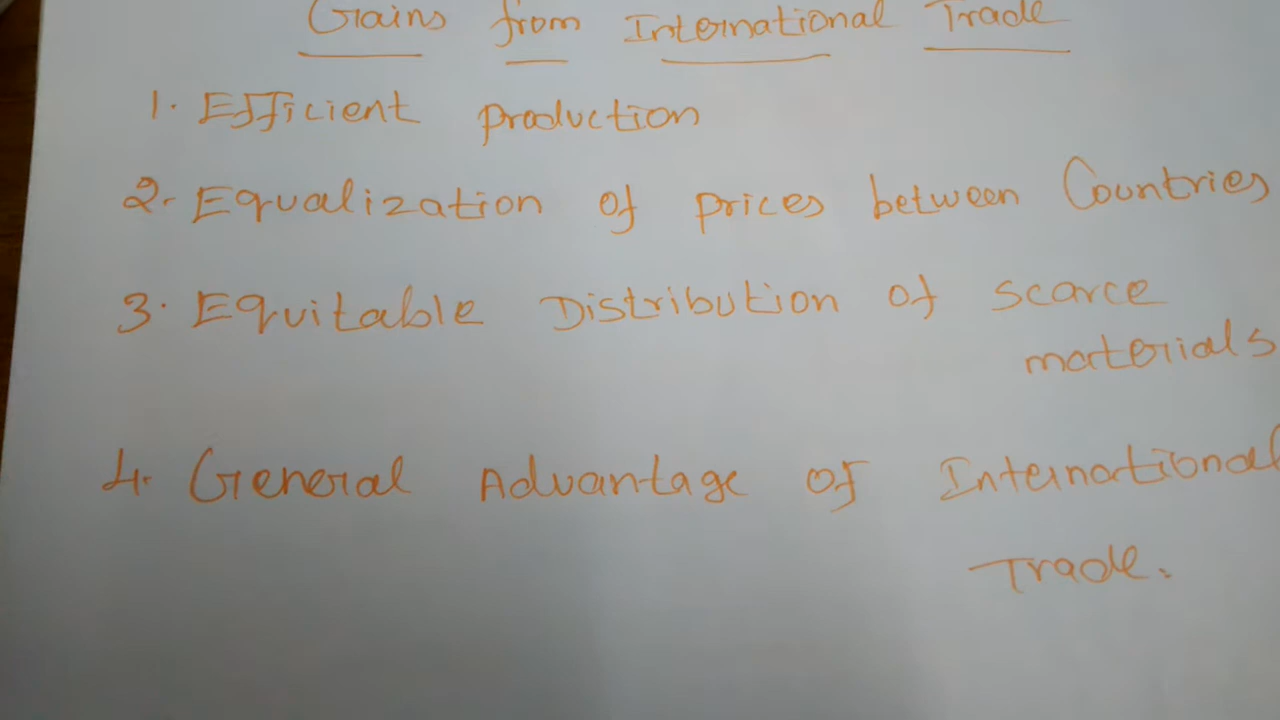 Gains from International Trade
1. Efficient production
2. Equalization of prices between Countries
3. Equitable Distribution of scarce
materials
4. General Advantage of International
Trade.